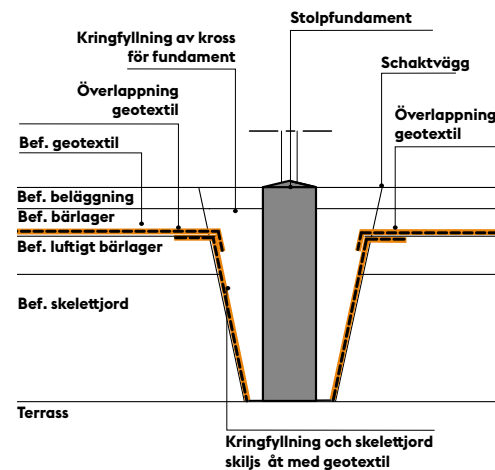 Stolpfundament
Kringfyllning av kross
för fundament
Schaktvägg
Överlappning
geotextil
Överlappning
geotextil
Bef. geotextil
Bef. beläggning
Bef. bärlager
Bef. luftigt bärlager
Bef. skelettjord
Terrass
Kringfyllning och skelettjord
skiljs åt med geotextil